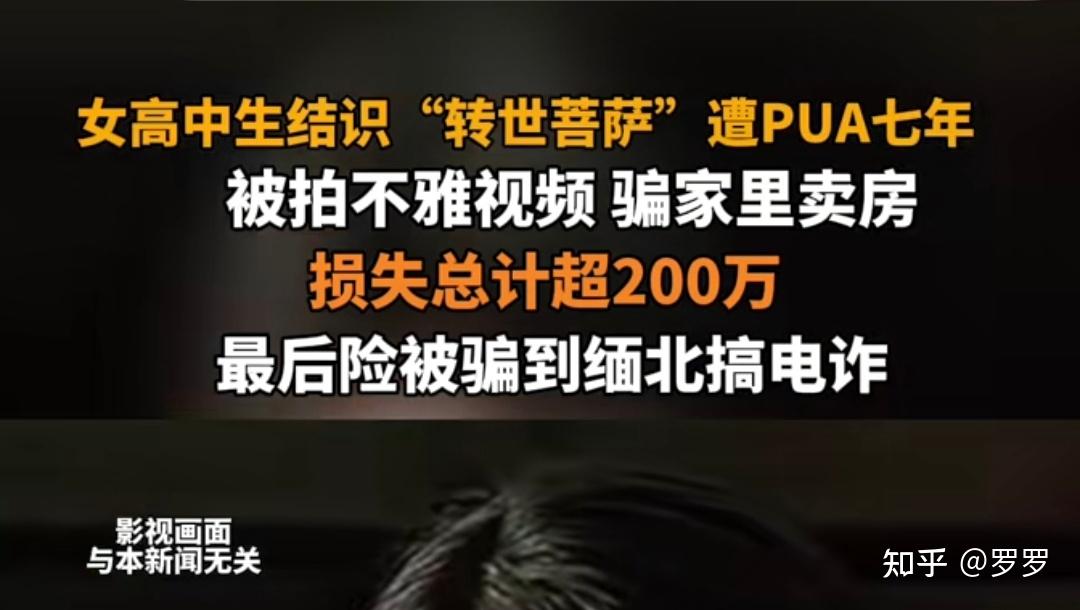 女高中生结识“转世菩萨”遭PUA七年
被拍不雅视频 骗家里卖房
损失总计超200万
最后险被骗到缅北搞电诈
影视画面
与本新闻无关
知乎 @罗罗